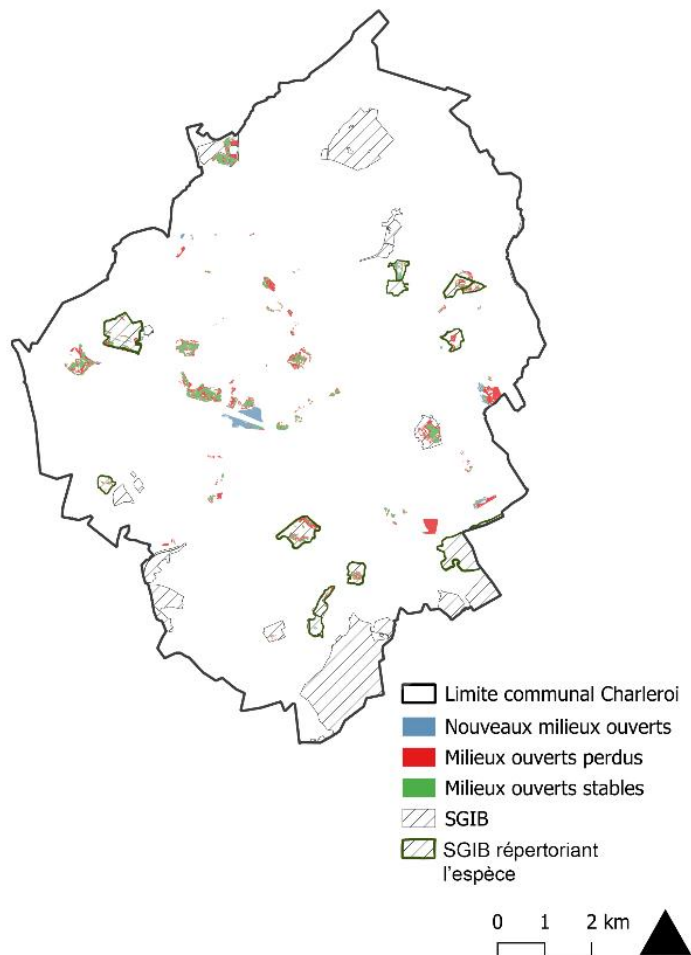 Limite communal Charleroi
Nouveaux milieux ouverts
Milieux ouverts perdus
Milieux ouverts stables
SGIB
SGIB répertoriant
l'espèce
0 1 2 km